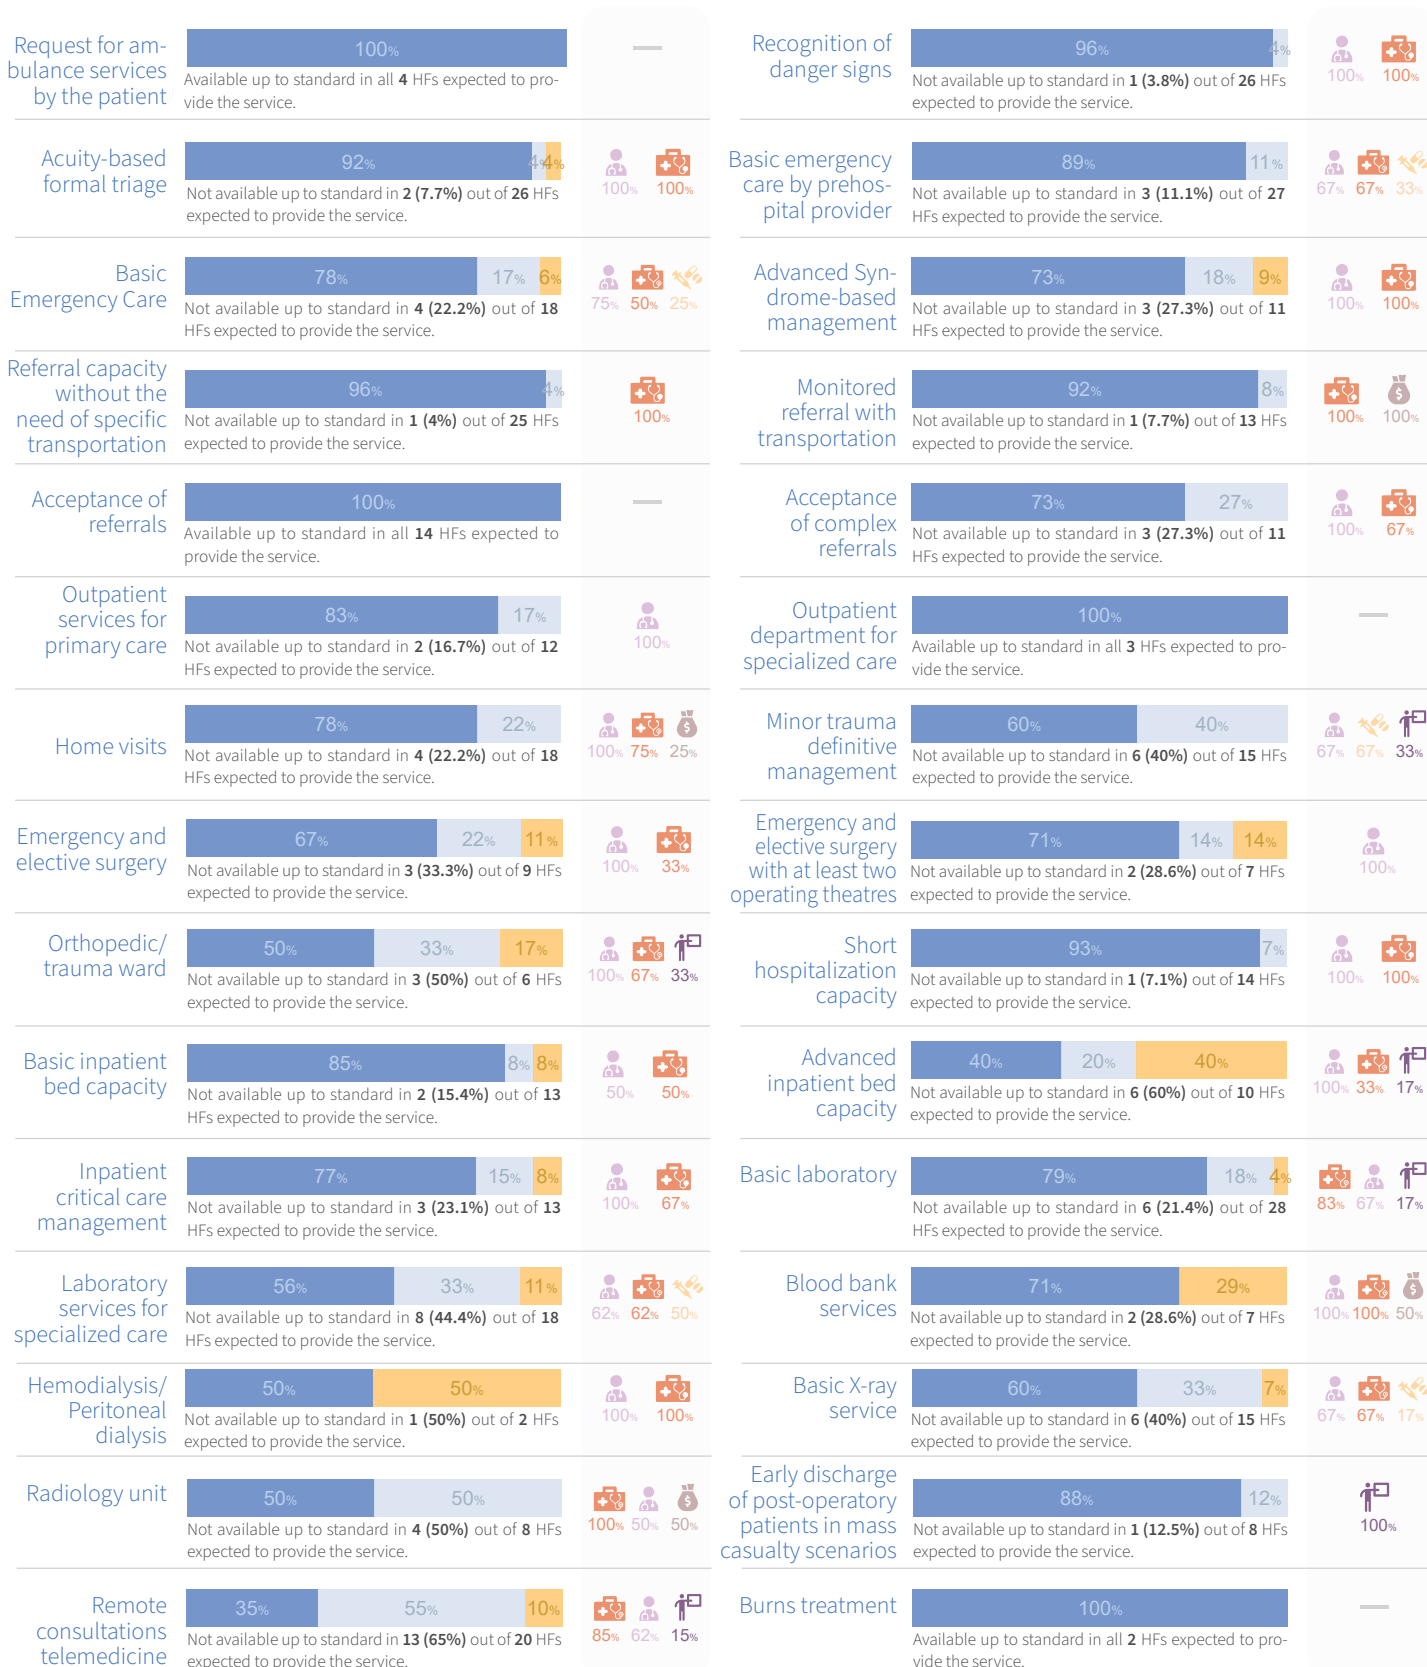 Request for am-
bulance services
by the patient
100%
Available up to standard in all 4 HFs expected to pro-
vide the service.
—
Recognition of
danger signs
96%
4%
Not available up to standard in 1 (3.8%) out of 26 HFs
expected to provide the service.
100% 100%
Acuity-based
formal triage
92%
4% 4%
Not available up to standard in 2 (7.7%) out of 26 HFs
expected to provide the service.
100% 100%
Basic emergency
care by prehos-
pital provider
89%
11%
Not available up to standard in 3 (11.1%) out of 27
HFs expected to provide the service.
67% 67% 33%
Basic
Emergency Care
78%
17% 6%
Not available up to standard in 4 (22.2%) out of 18
HFs expected to provide the service.
75% 50% 25%
Advanced Syn-
drome-based
management
73%
18% 9%
Not available up to standard in 3 (27.3%) out of 11
HFs expected to provide the service.
100% 100%
Referral capacity
without the
need of specific
transportation
96%
4%
Not available up to standard in 1 (4%) out of 25 HFs
expected to provide the service.
100%
Monitored
referral with
transportation
92%
8%
Not available up to standard in 1 (7.7%) of 13 HFs
expected to provide the service.
100% 100%
Acceptance of
referrals
100%
Available up to standard in all 14 HFs expected to
provide the service.
—
Acceptance
of complex
referrals
73%
27%
Not available up to standard in 3 (27.3%) out of 11
HFs expected to provide the service.
100% 67%
Outpatient
services for
primary care
83%
17%
Not available up to standard in 2 (16.7%) out of 12
HFs expected to provide the service.
100%
Outpatient
department for
specialized care
100%
Available up to standard in all 3 HFs expected to pro-
vide the service.
—
Home visits
78%
22%
Not available up to standard in 4 (22.2%) out of 18
HFs expected to provide the service.
100% 75% 25%
Minor trauma
definitive
management
60%
40%
Not available up to standard in 6 (40%) out of 15 HFs
expected to provide the service.
67% 67% 33%
Emergency and
elective surgery
67%
22% 11%
Not available up to standard in 3 (33.3%) out of 9 HFs
expected to provide the service.
100% 33%
Emergency and
elective surgery
with at least two
operating theatres
71%
14% 14%
Not available up to standard in 2 (28.6%) out of 7 HFs
expected to provide the service.
100%
Orthopedic/
trauma ward
50%
33% 17%
Not available up to standard in 3 (50%) out of 6 HFs
expected to provide the service.
100% 67% 33%
Short
hospitalization
capacity
93%
7%
Not available up to standard in 1 (7.1%) out of 14 HFs
expected to provide the service.
100% 100%
Basic inpatient
bed capacity
85%
8% 8%
Not available up to standard in 2 (15.4%) out of 13
HFs expected to provide the service.
50% 50%
Advanced
inpatient bed
capacity
40%
20% 40%
Not available up to standard in 6 (60%) out of 10 HFs
expected to provide the service.
100% 33% 17%
Inpatient
critical care
management
77%
15% 8%
Not available up to standard in 3 (23.1%) out of 13
HFs expected to provide the service.
100% 67%
Basic laboratory
79%
18% 4%
Not available up to standard in 6 (21.4%) out of 28
HFs expected to provide the service.
83% 67% 17%
Laboratory
services for
specialized care
56%
33% 11%
Not available up to standard in 8 (44.4%) out of 18
HFs expected to provide the service.
62% 62% 50%
Blood bank
services
71%
29%
Not available up to standard in 2 (28.6%) out of 7 HFs
expected to provide the service.
100% 100% 50%
Hemodialysis/
Peritoneal
dialysis
50%
50%
Not available up to standard in 1 (50%) out of 2 HFs
expected to provide the service.
100% 100%
Basic X-ray
service
60%
33% 7%
Not available up to standard in 6 (40%) out of 15 HFs
expected to provide the service.
67% 67% 17%
Radiology unit
50%
50%
Not available up to standard in 4 (50%) out of 8 HFs
expected to provide the service.
100% 50% 50%
Early discharge
of post-operatory
patients in mass
casualty scenarios
88%
12%
Not available up to standard in 1 (12.5%) out of 8 HFs
expected to provide the service.
100%
Remote
consultations
telemedicine
35%
55% 10%
Not available up to standard in 13 (65%) out of 20 HFs
expected to provide the service.
85% 62% 15%
Burns treatment
100%
Available up to standard in all 2 HFs expected to pro-
vide the service.
—